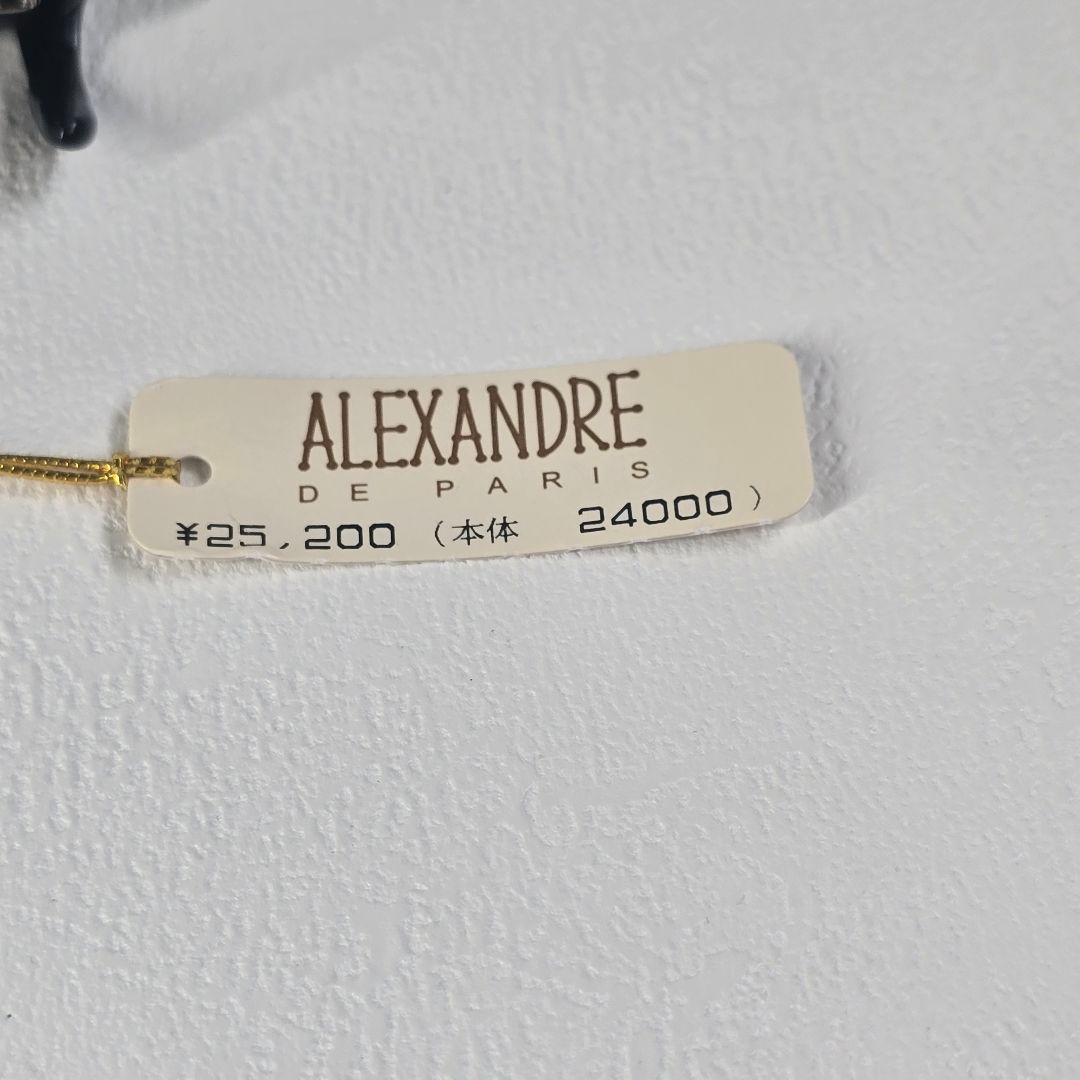 ALEXANDRE
DE PARIS
¥25,200 (本体 24000)